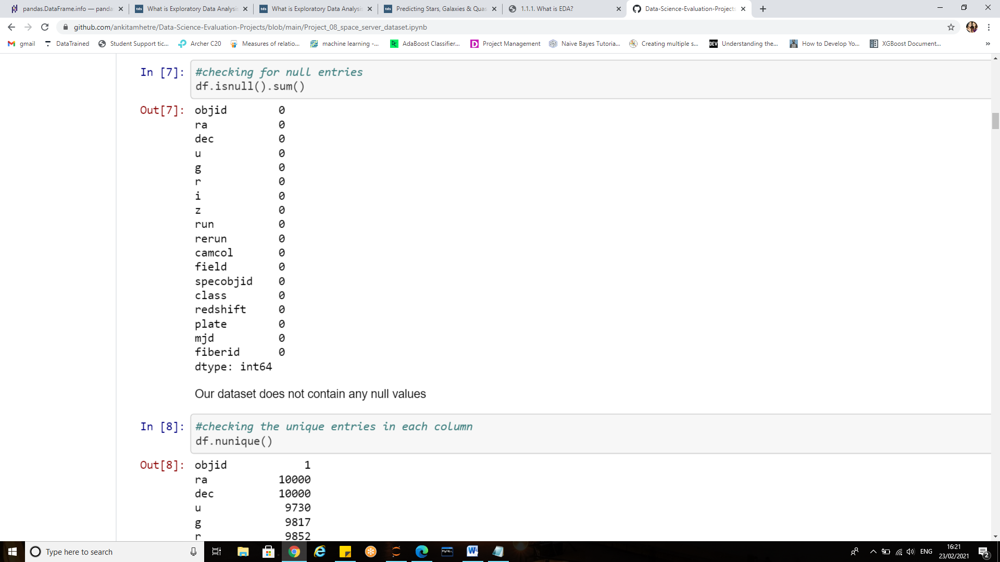 pandas.DataFrame.info — panda
What is Exploratory Data Analysis
What is Exploratory Data Analysis
Predicting Stars, Galaxies & Quas
1.1.1. What is EDA?
Data-Science-Evaluation-Projects
github.com/ankitamhetre/Data-Science-Evaluation-Projects/blob/main/Project_08_space_server_dataset.ipynb
gmail
DataTrained
Student Support tic...
Archer C20
Measures of relatio...
machine learning -...
AdaBoost Classifier...
Project Management
Naive Bayes Tutoria...
Creating multiple s...
DEV
Understanding the...
How to Develop Yo...
XGBoost Document...
»
In [7]: #checking for null entries
df.isnull().sum()
Out[7]: objid 0
ra 0
dec 0
u 0
g 0
r 0
i 0
z 0
run 0
rerun 0
camcol 0
field 0
specobjid 0
class 0
redshift 0
plate 0
mjd 0
fiberid 0
dtype: int64
Our dataset does not contain any null values
In [8]: #checking the unique entries in each column
df.nunique()
Out[8]: objid 1
ra 10000
dec 10000
u 9730
g 9817
r 9852
Type here to search
ENG
16:21
23/02/2021
2